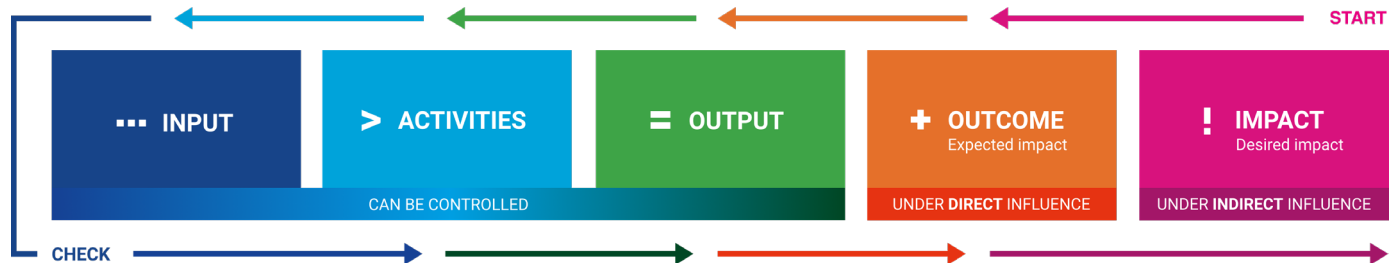 START
··· INPUT
> ACTIVITIES
= OUTPUT
+ OUTCOME
Expected impact
! IMPACT
Desired impact
CAN BE CONTROLLED
UNDER DIRECT INFLUENCE
UNDER INDIRECT INFLUENCE
CHECK